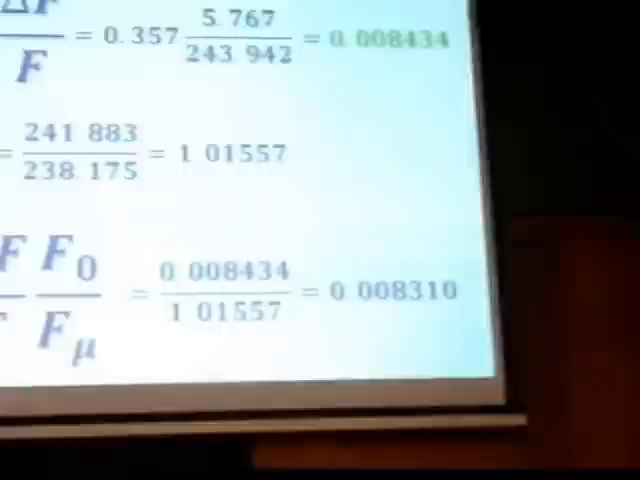 ΔF/F = 0.357 5.767/243 942 = 0 008434
= 241 883/238 175 = 1 01557
F F₀/Fμ = 0 008434/1 01557 = 0 008310